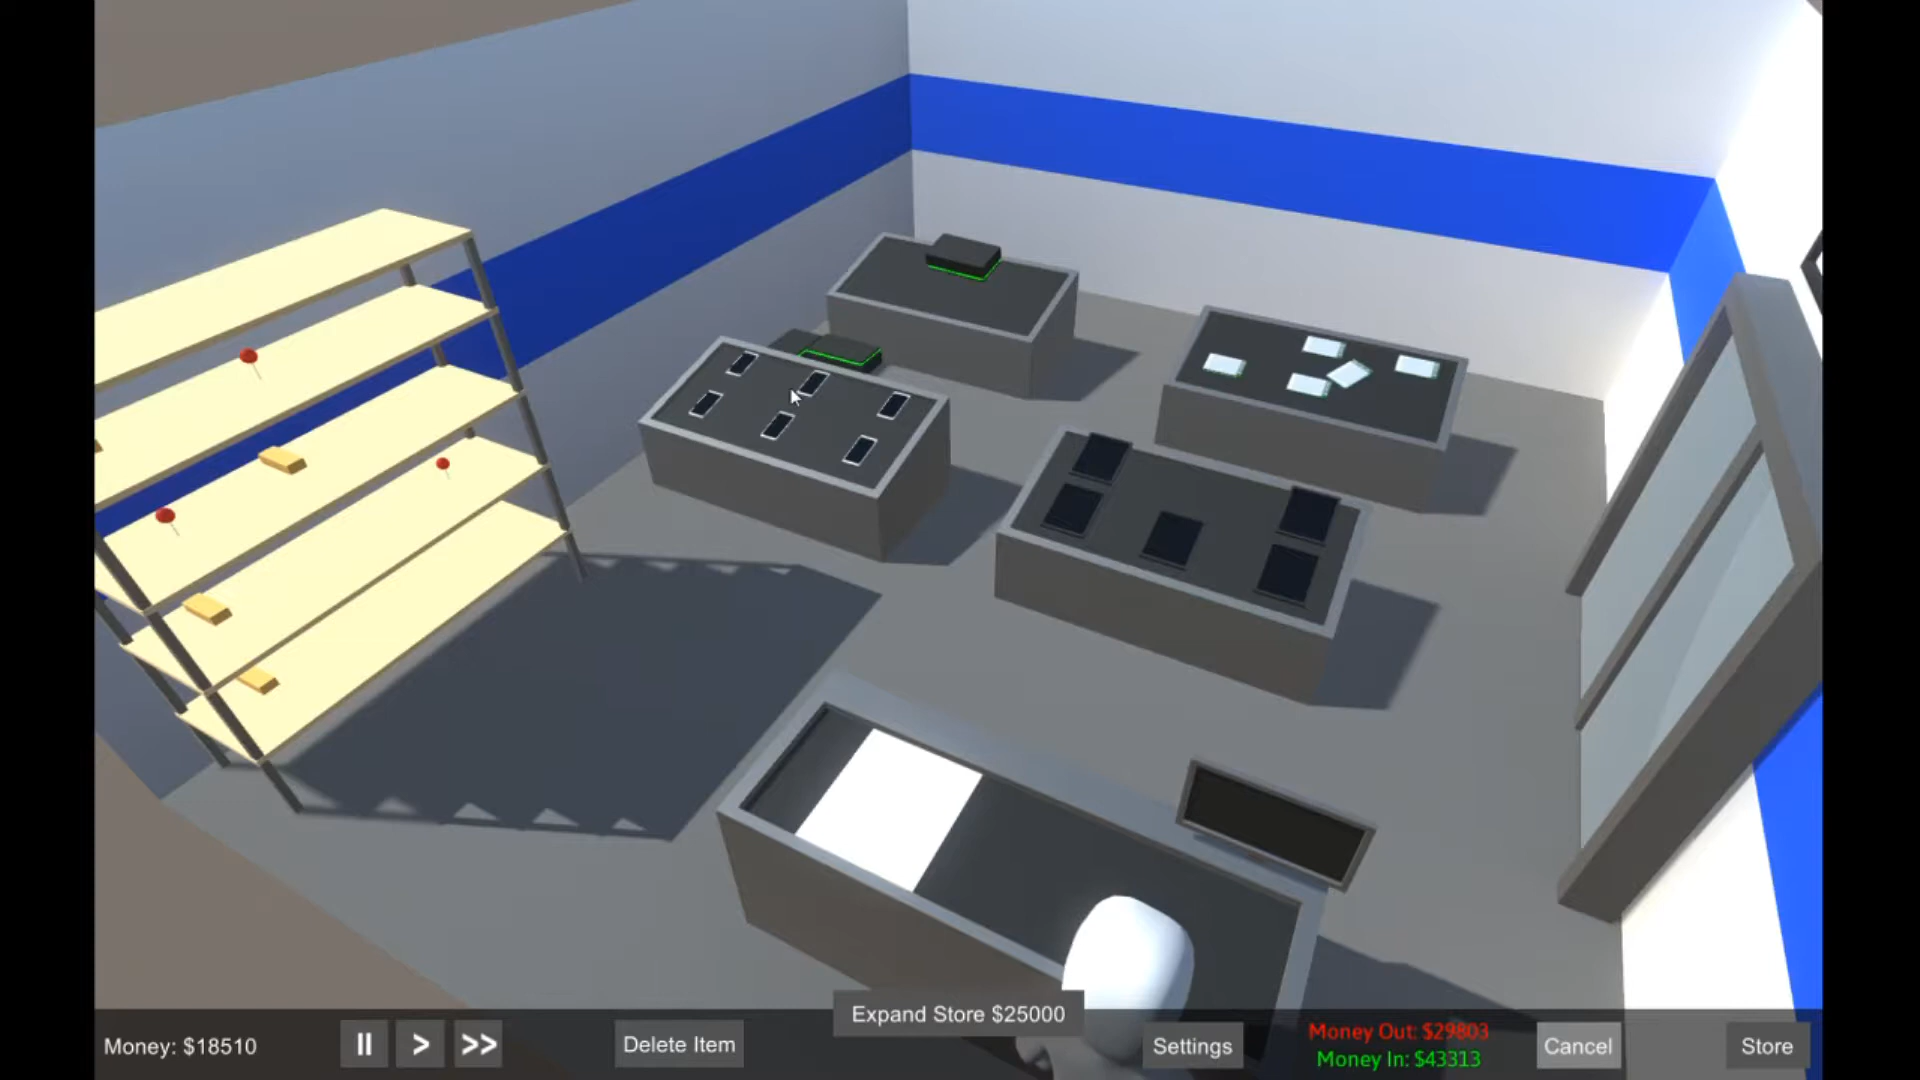 Expand Store $25000
Money: $18510
Delete Item
Settings
Money Out: $29803
Money In: $43313
Cancel
Store